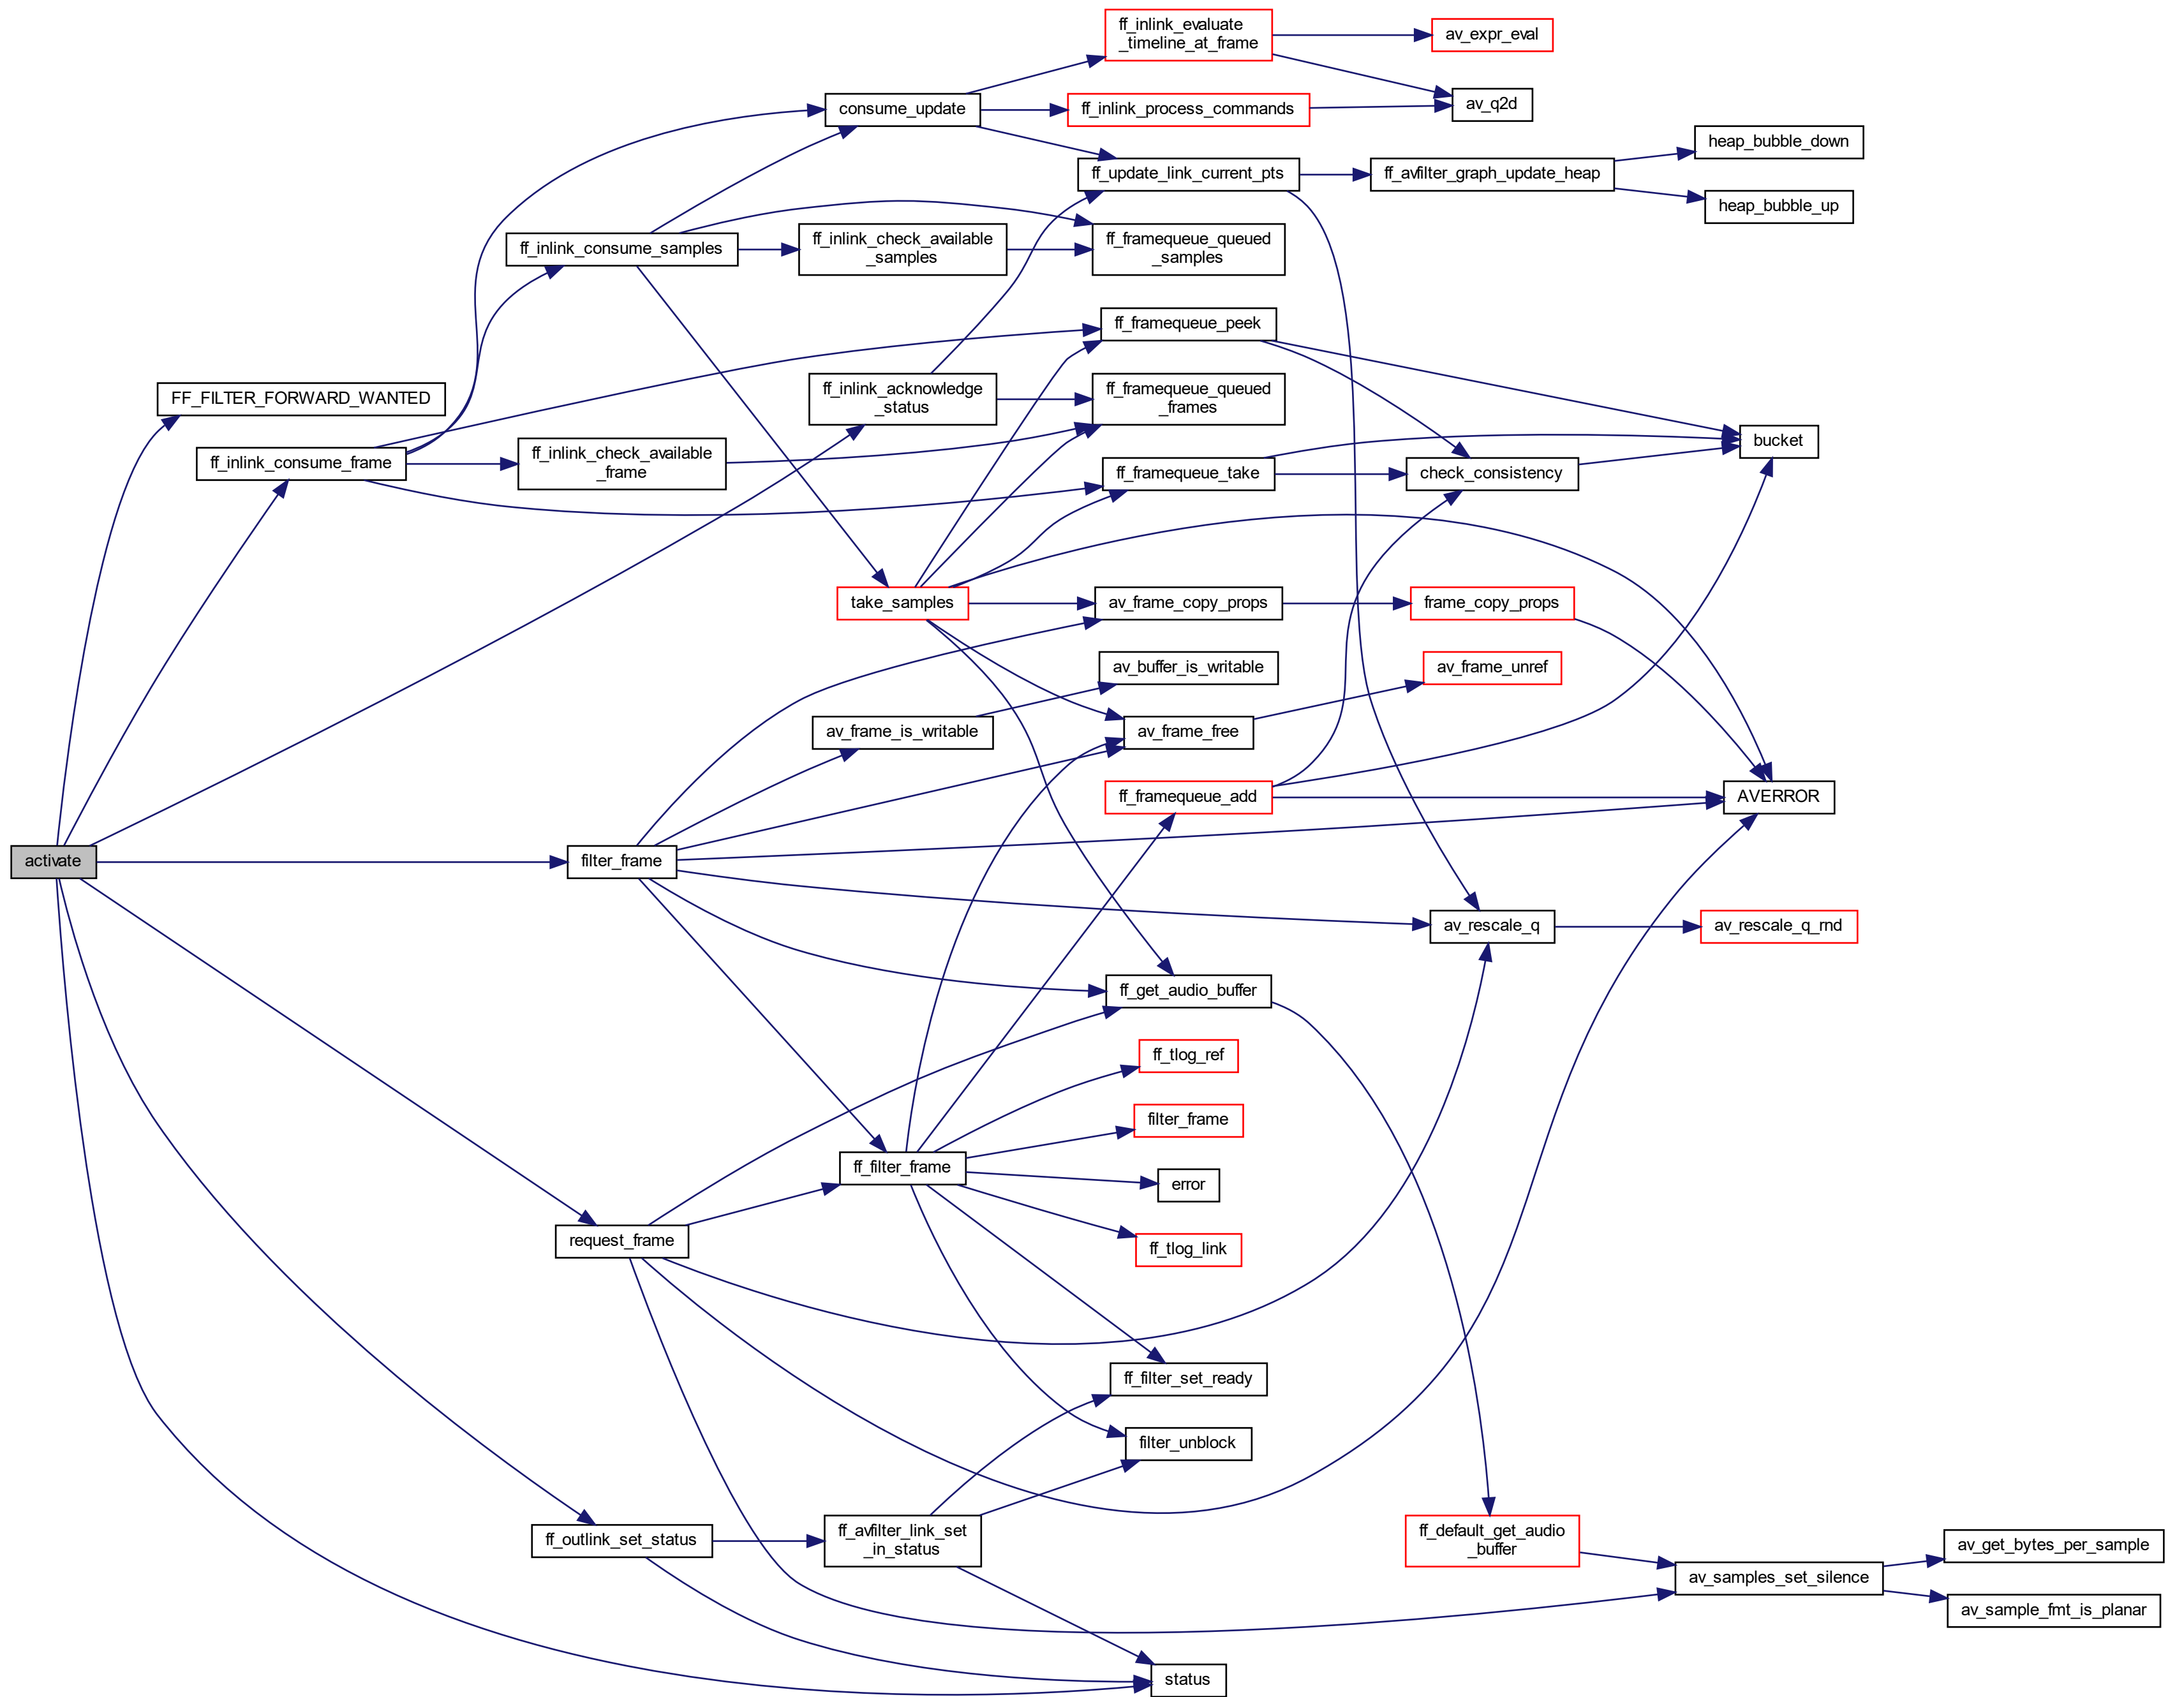 activate
FF_FILTER_FORWARD_WANTED
ff_inlink_consume_frame
ff_inlink_consume_samples
ff_inlink_check_available
_frame
filter_frame
request_frame
ff_outlink_set_status
consume_update
ff_inlink_check_available
_samples
ff_inlink_acknowledge
_status
take_samples
av_frame_is_writable
ff_filter_frame
ff_avfilter_link_set
_in_status
ff_inlink_evaluate
_timeline_at_frame
ff_inlink_process_commands
ff_update_link_current_pts
ff_framequeue_queued
_samples
ff_framequeue_peek
ff_framequeue_queued
_frames
ff_framequeue_take
av_frame_copy_props
av_buffer_is_writable
av_frame_free
ff_framequeue_add
ff_get_audio_buffer
ff_tlog_ref
filter_frame
error
ff_tlog_link
ff_filter_set_ready
filter_unblock
status
av_expr_eval
av_q2d
ff_avfilter_graph_update_heap
check_consistency
frame_copy_props
av_frame_unref
av_rescale_q
ff_default_get_audio
_buffer
heap_bubble_down
heap_bubble_up
bucket
AVERROR
av_rescale_q_rnd
av_samples_set_silence
av_get_bytes_per_sample
av_sample_fmt_is_planar